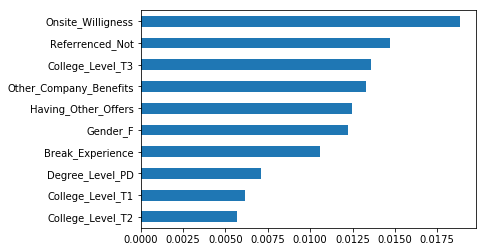 Onsite_Willigness
Referrenced_Not
College_Level_T3
Other_Company_Benefits
Having_Other_Offers
Gender_F
Break_Experience
Degree_Level_PD
College_Level_T1
College_Level_T2
0.0000 0.0025 0.0050 0.0075 0.0100 0.0125 0.0150 0.0175